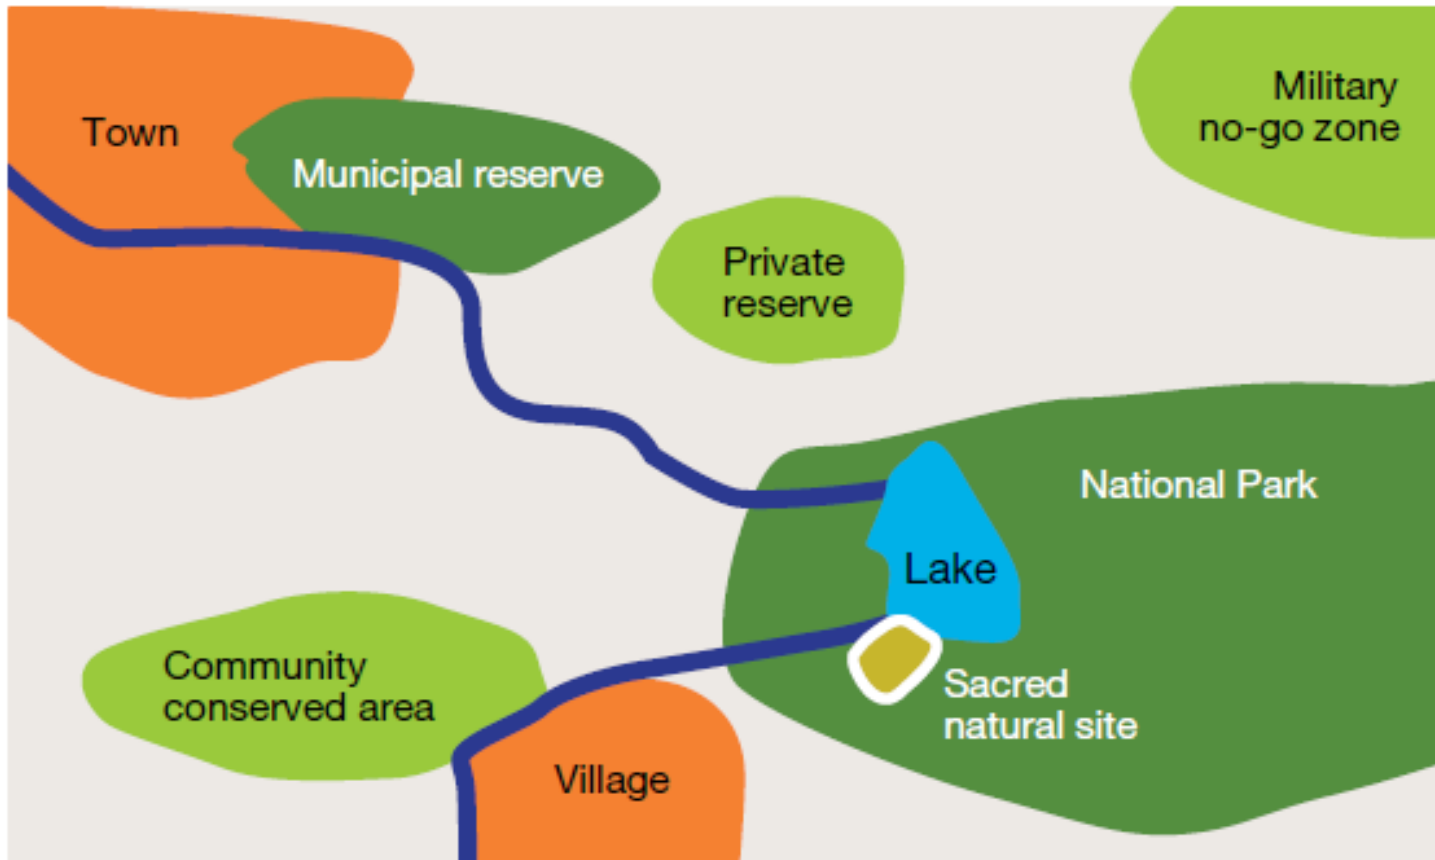 Town
Municipal reserve
Military
no-go zone
Private
reserve
National Park
Lake
Community
conserved area
Sacred
natural site
Village